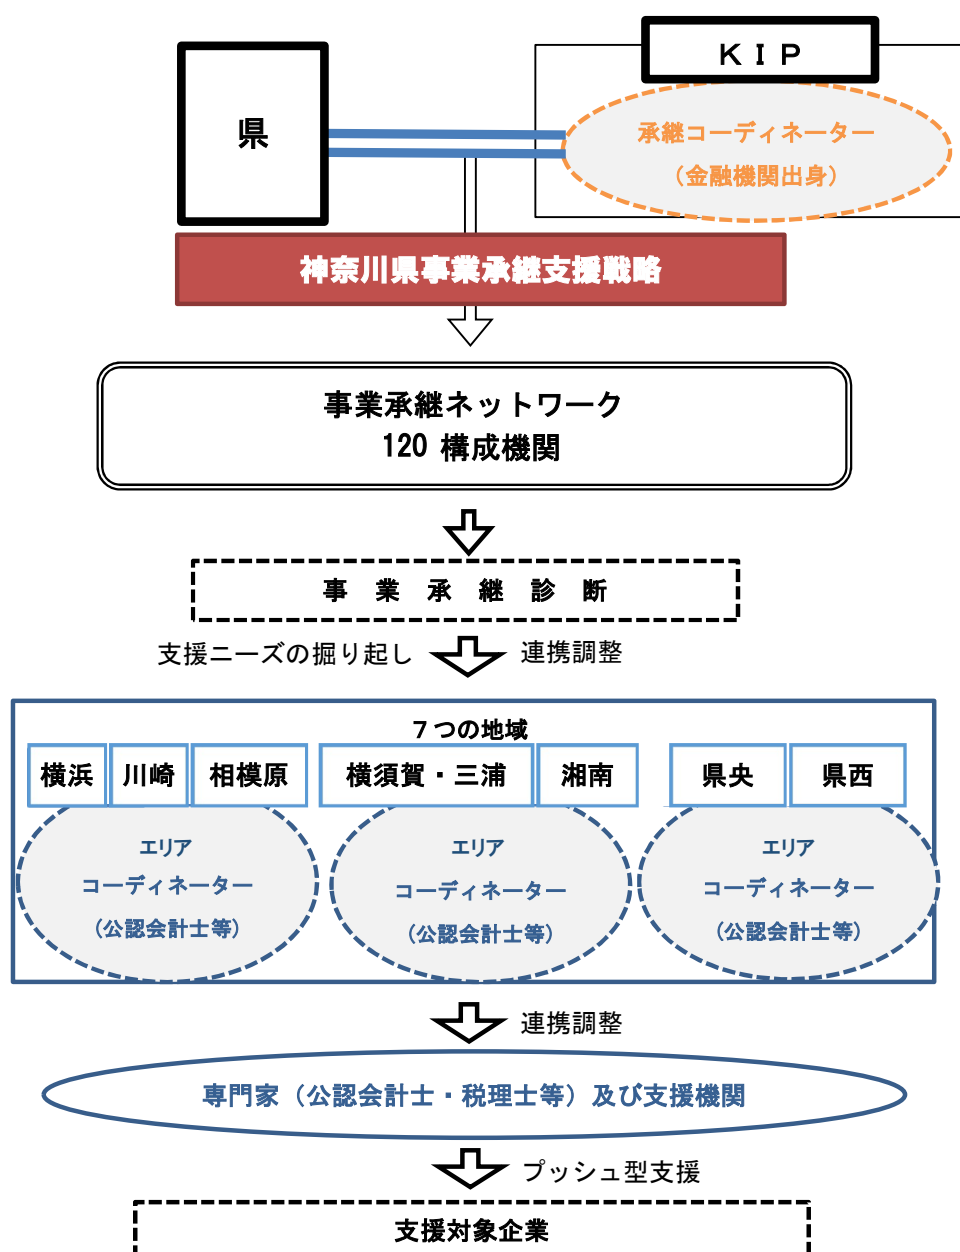 ＫＩＰ
県
承継コーディネーター
（金融機関出身）
神奈川県事業承継支援戦略
事業承継ネットワーク
120 構成機関
事 業 承 継 診 断
支援ニーズの掘り起し
連携調整
７つの地域
横浜
川崎
相模原
横須賀・三浦
湘南
県央
県西
エリア
コーディネーター
（公認会計士等）
エリア
コーディネーター
（公認会計士等）
エリア
コーディネーター
（公認会計士等）
連携調整
専門家（公認会計士・税理士等）及び支援機関
プッシュ型支援
支援対象企業